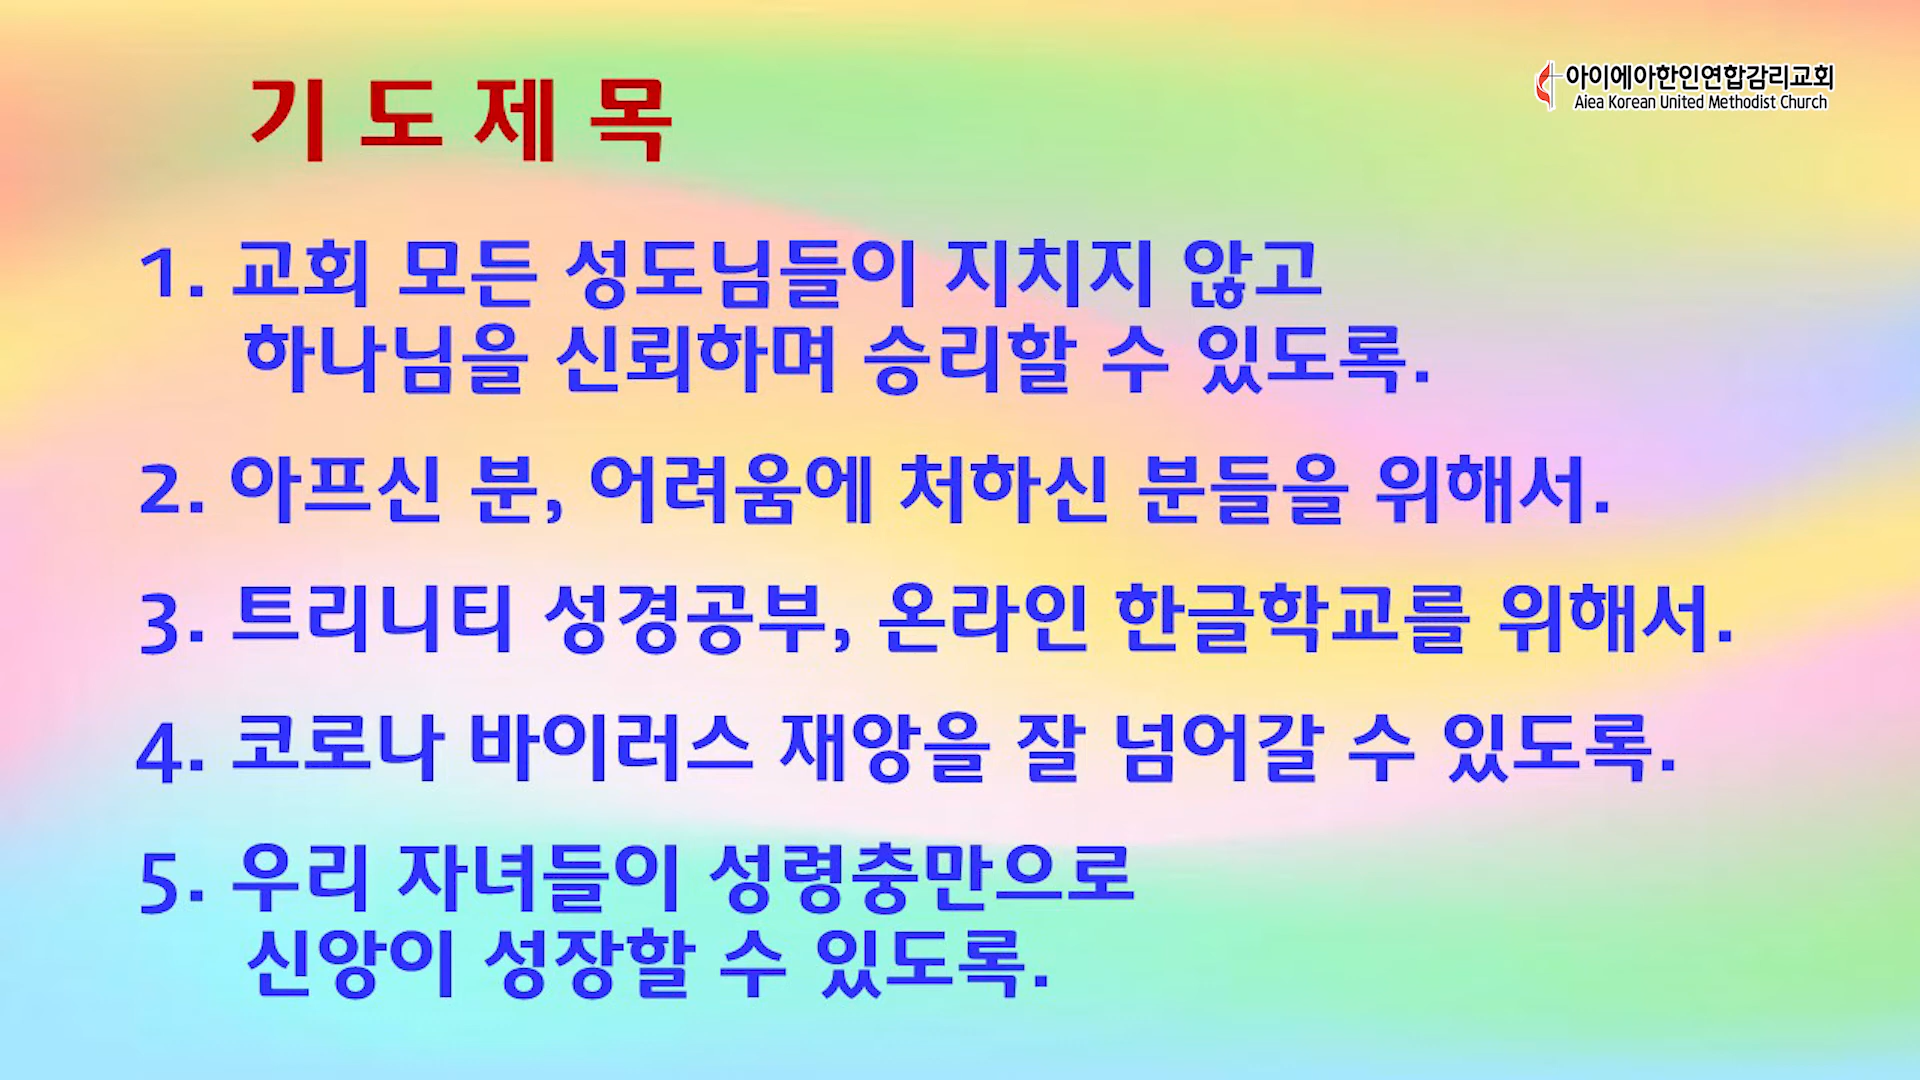 기 도 제 목
아이에아한인연합감리교회
Aiea Korean United Methodist Church
1. 교회 모든 성도님들이 지치지 않고
하나님을 신뢰하며 승리할 수 있도록.
2. 아프신 분, 어려움에 처하신 분들을 위해서.
3. 트리니티 성경공부, 온라인 한글학교를 위해서.
4. 코로나 바이러스 재앙을 잘 넘어갈 수 있도록.
5. 우리 자녀들이 성령충만으로
신앙이 성장할 수 있도록.